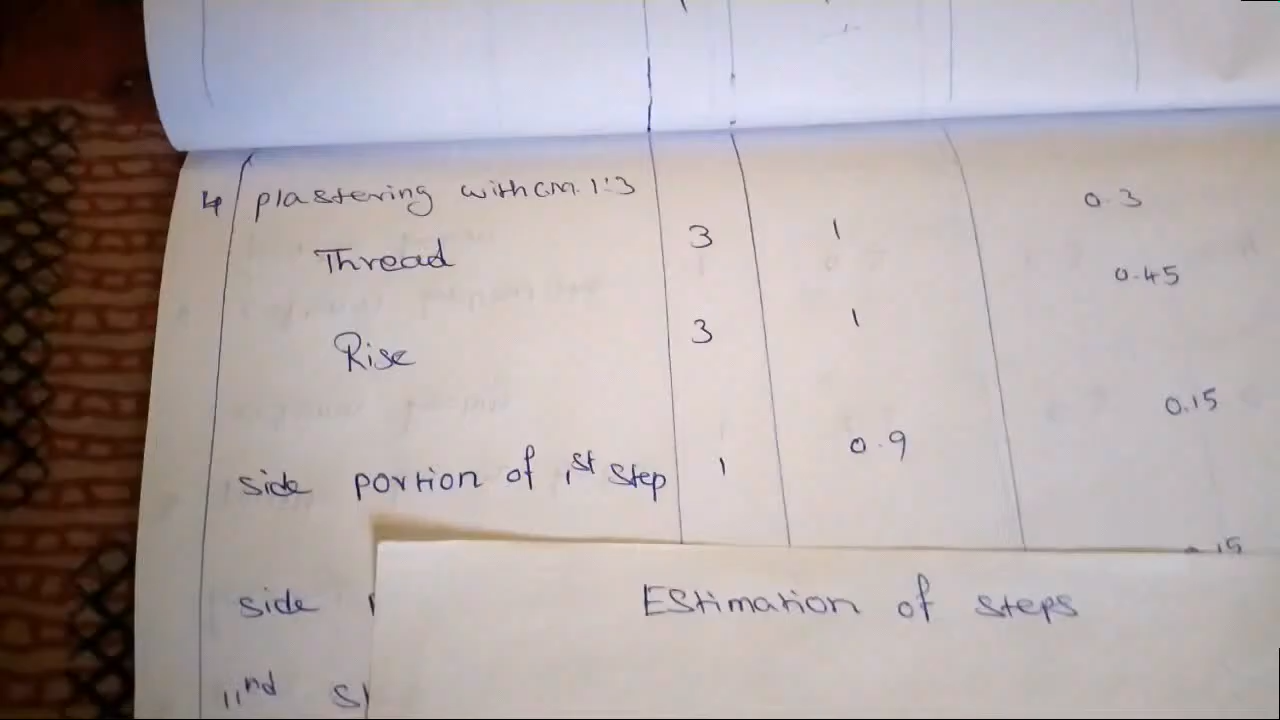 4 plastering with C.M. 1:3
0.3
Thread 3 1
0.45
Rise 3 1
0.15
side portion of 1st step 1 0.9
Estimation of steps
side
IInd